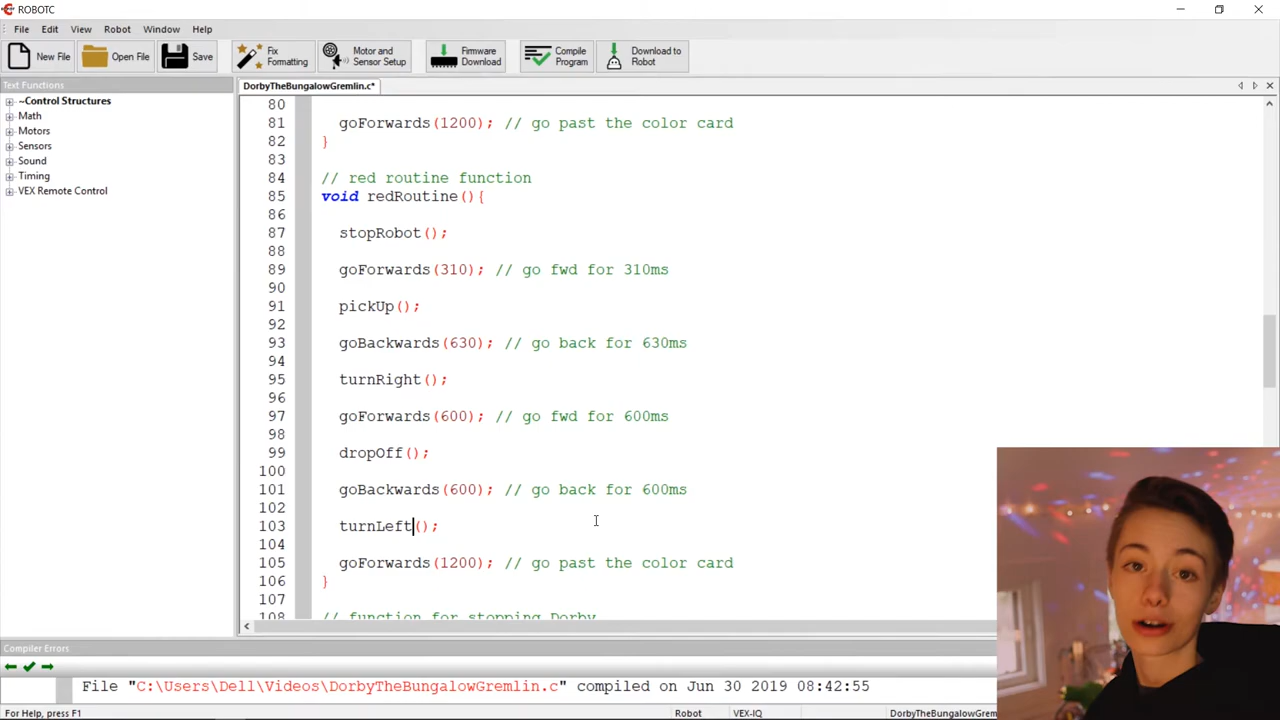 ROBOTC
File Edit View Robot Window Help
New File Open File Save Fix Formatting Motor and Sensor Setup Firmware Download Compile Program Download to Robot
Text Functions
DorbyTheBungalowGremlin.c*
~Control Structures
Math
Motors
Sensors
Sound
Timing
VEX Remote Control
80
81 goForwards(1200); // go past the color card
82 }
83
84 // red routine function
85 void redRoutine(){
86
87 stopRobot();
88
89 goForwards(310); // go fwd for 310ms
90
91 pickUp();
92
93 goBackwards(630); // go back for 630ms
94
95 turnRight();
96
97 goForwards(600); // go fwd for 600ms
98
99 dropOff();
100
101 goBackwards(600); // go back for 600ms
102
103 turnLeft();
104
105 goForwards(1200); // go past the color card
106 }
107
108 // function for stopping Dorby
Compiler Errors
File "C:\Users\Dell\Videos\DorbyTheBungalowGremlin.c" compiled on Jun 30 2019 08:42:55
For Help, press F1 Robot VEX-IQ DorbyTheBungalowGremlin